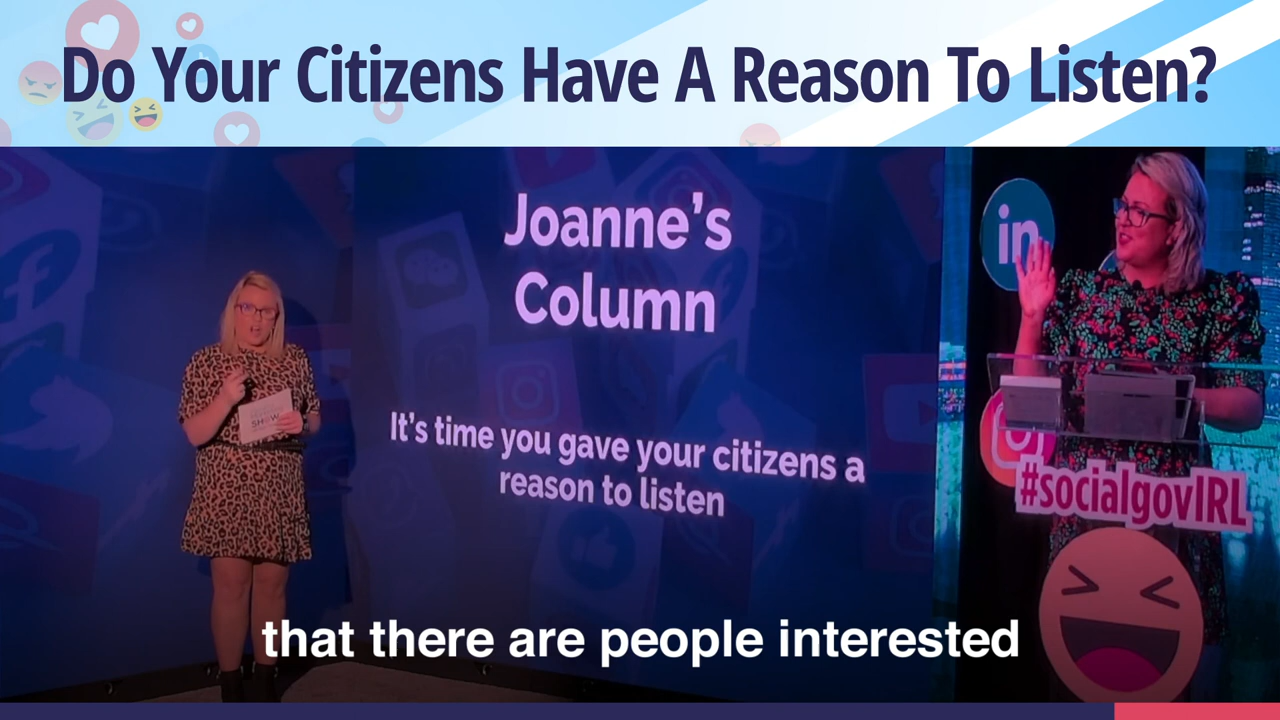 Do Your Citizens Have A Reason To Listen?
Joanne's
Column
It's time you gave your citizens a
reason to listen
SHOW
in
#socialgovIRL
that there are people interested